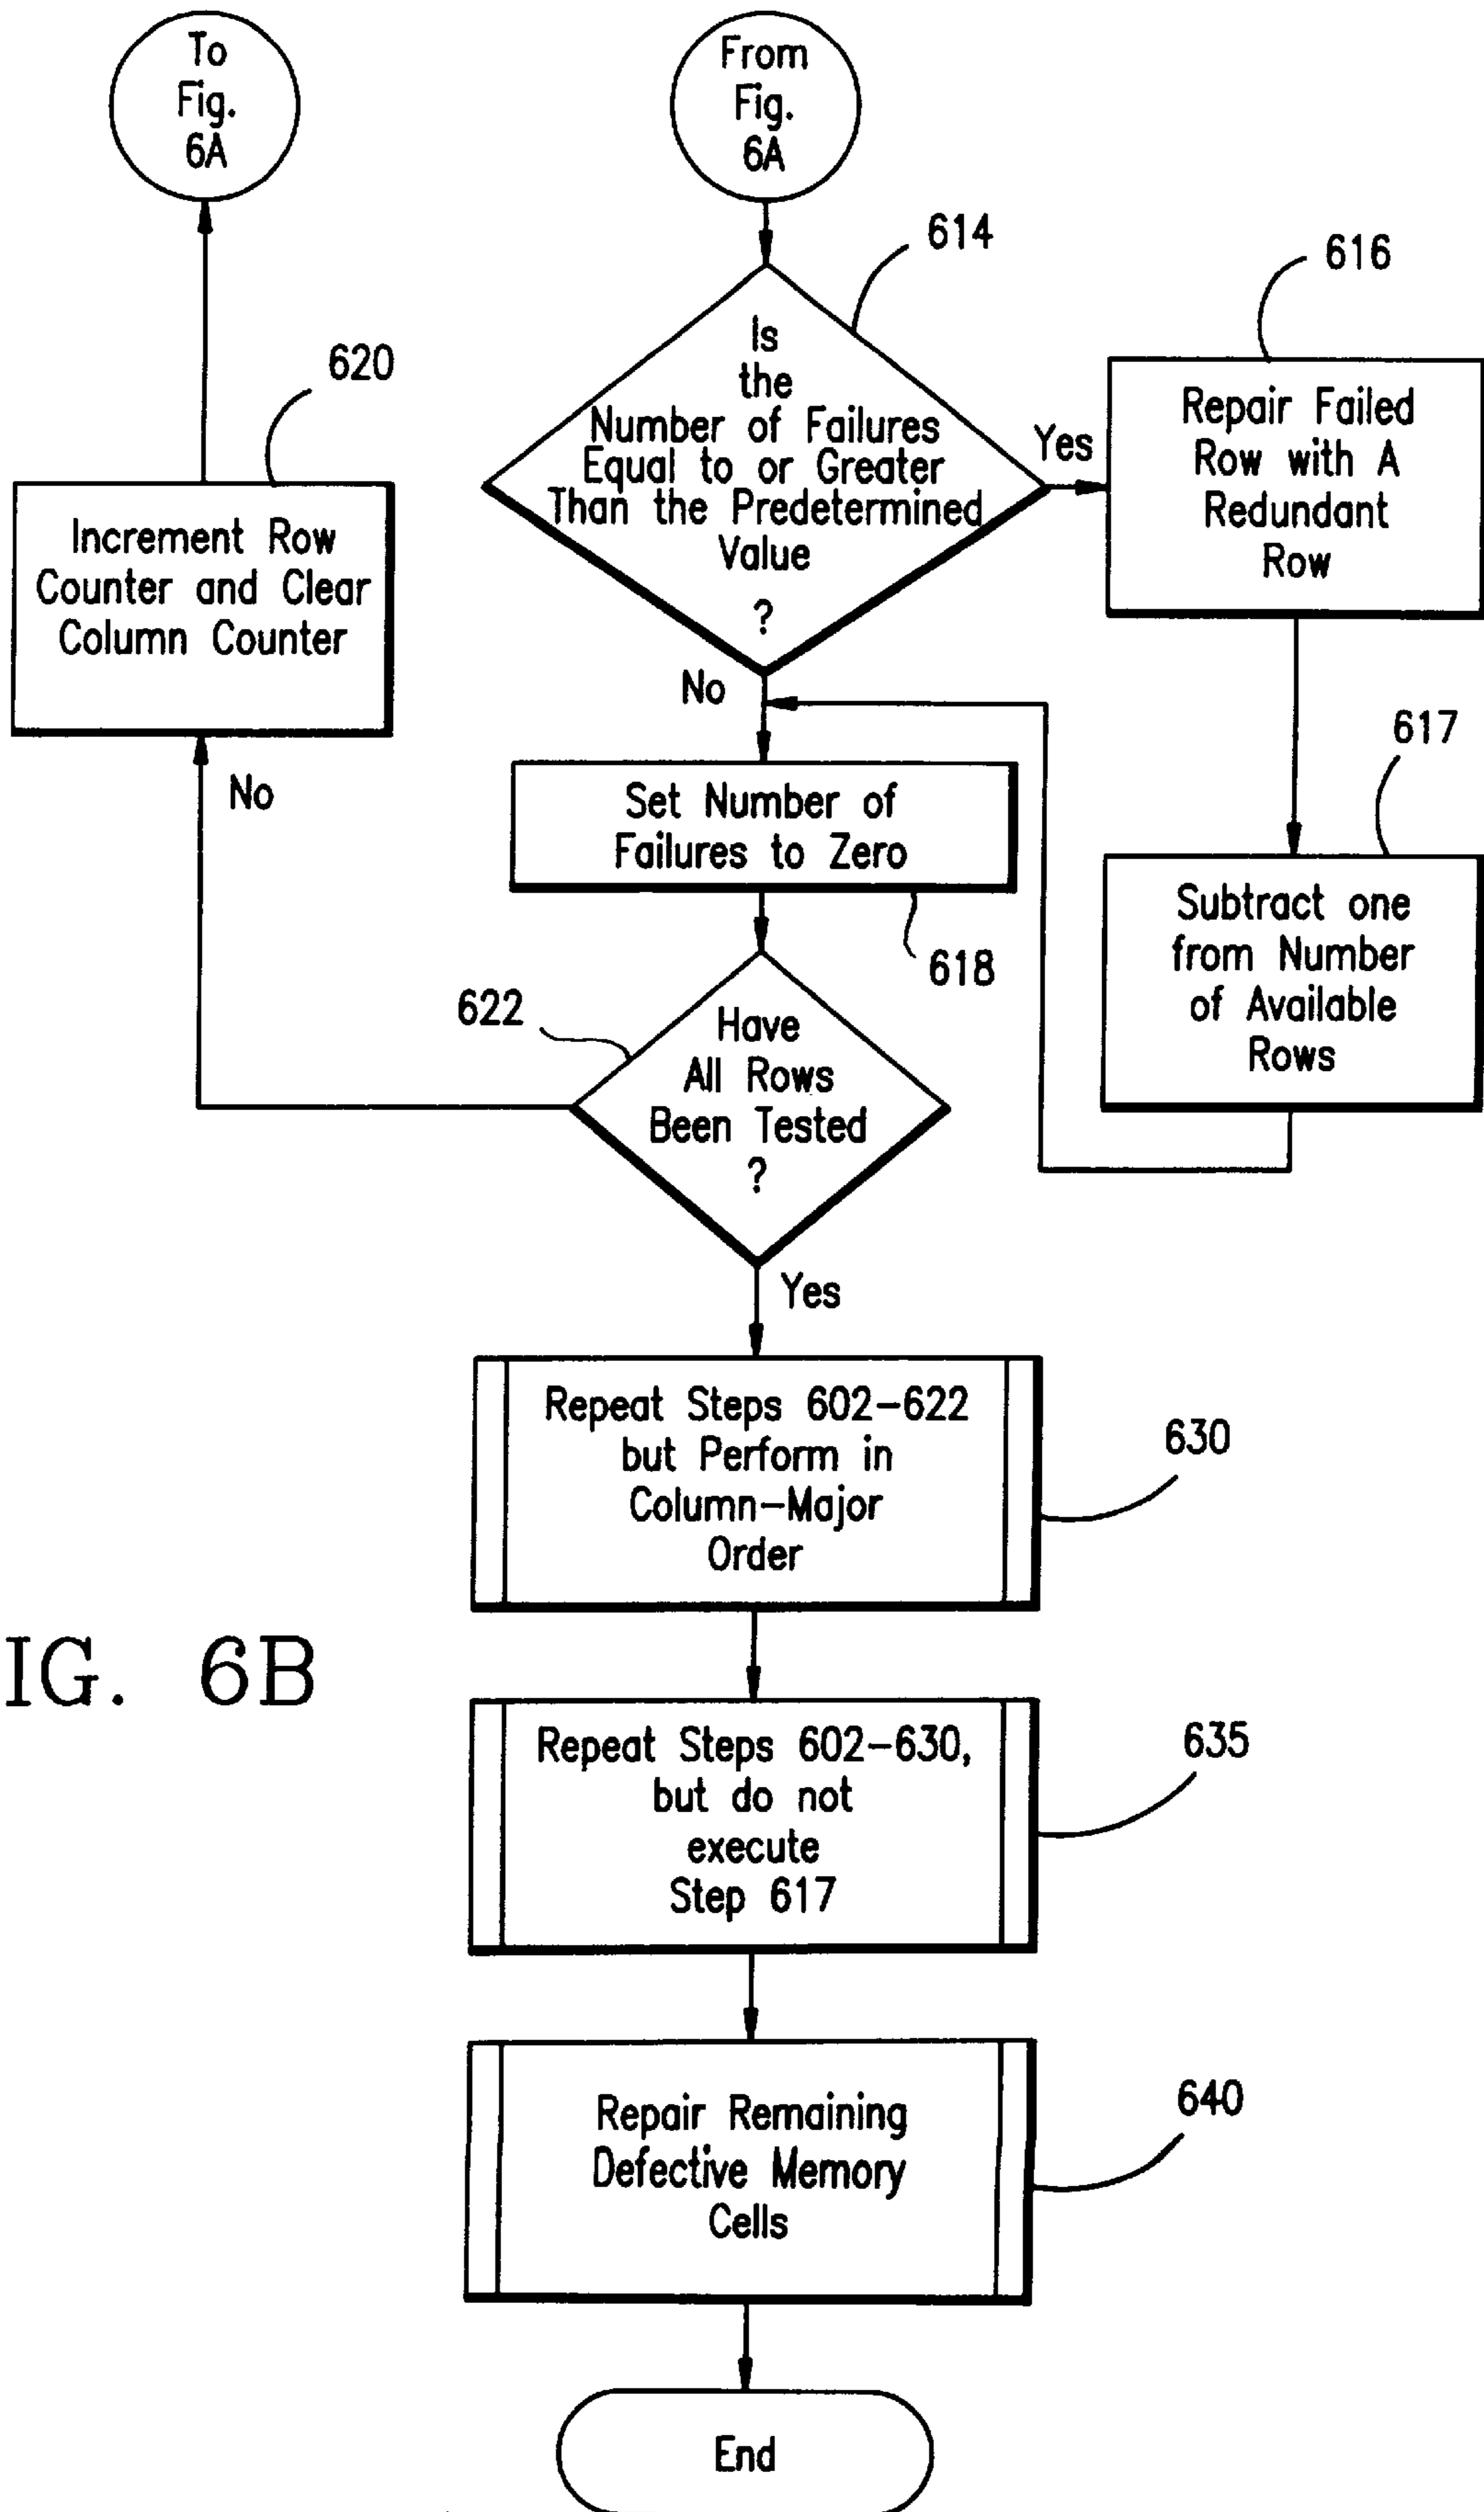 To
Fig.
6A
From
Fig.
6A
614
616
620
Is
the
Number of Failures
Equal to or Greater
Than the Predetermined
Value
?
Yes
Repair Failed
Row with A
Redundant
Row
Increment Row
Counter and Clear
Column Counter
No
617
No
Set Number of
Failures to Zero
618
Subtract one
from Number
of Available
Rows
622
Have
All Rows
Been Tested
?
Yes
Repeat Steps 602-622
but Perform in
Column-Major
Order
630
IG. 6B
Repeat Steps 602-630,
but do not
execute
Step 617
635
Repair Remaining
Defective Memory
Cells
640
End